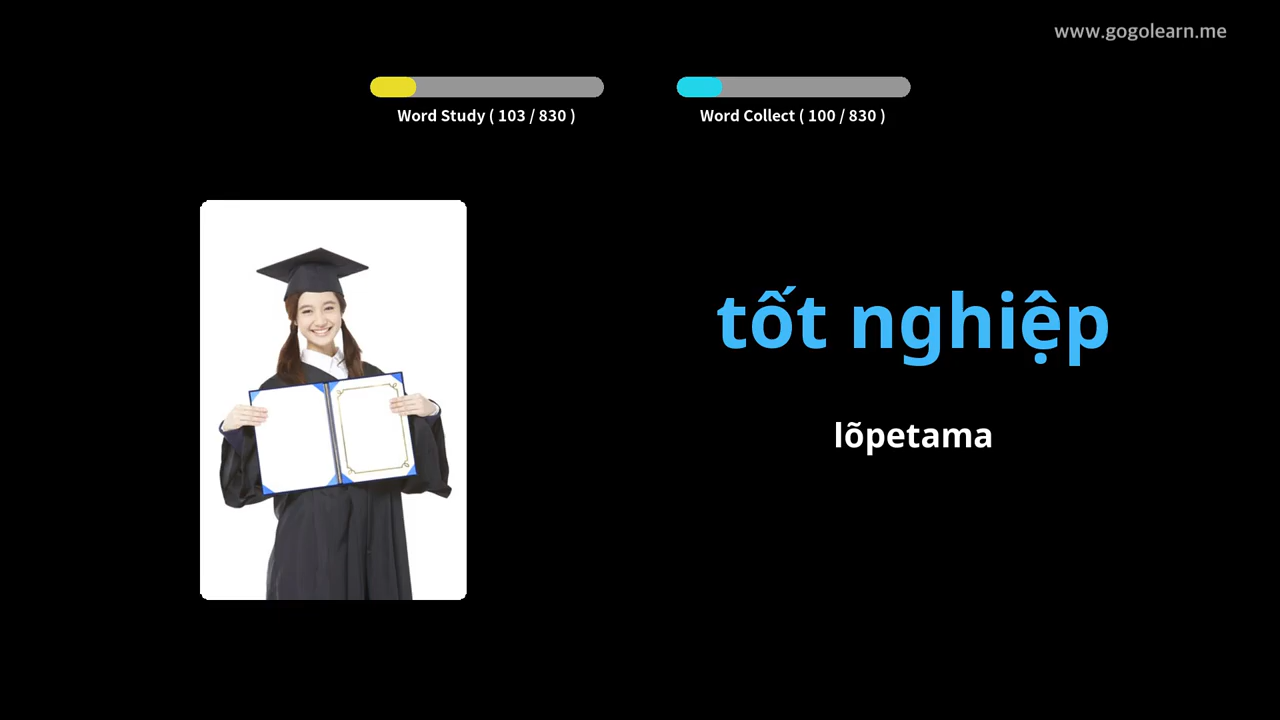 www.gogolearn.me
Word Study ( 103 / 830 )
Word Collect ( 100 / 830 )
tốt nghiệp
lõpetama